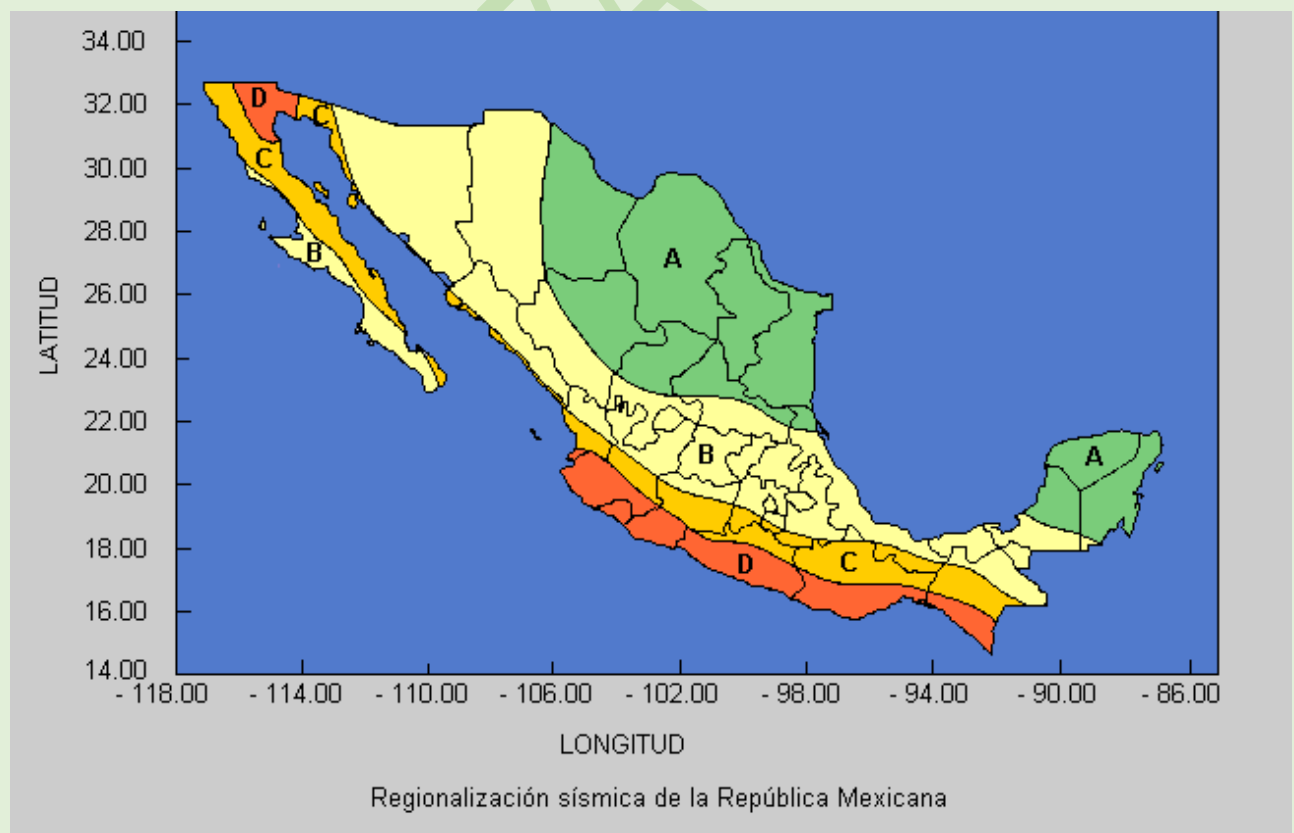 34.00
32.00
30.00
28.00
26.00
24.00
22.00
20.00
18.00
16.00
14.00
LATITUD
D
C
C
B
A
B
A
D
C
- 118.00 - 114.00 - 110.00 - 106.00 - 102.00 - 98.00 - 94.00 - 90.00 - 86.00
LONGITUD
Regionalización sísmica de la República Mexicana